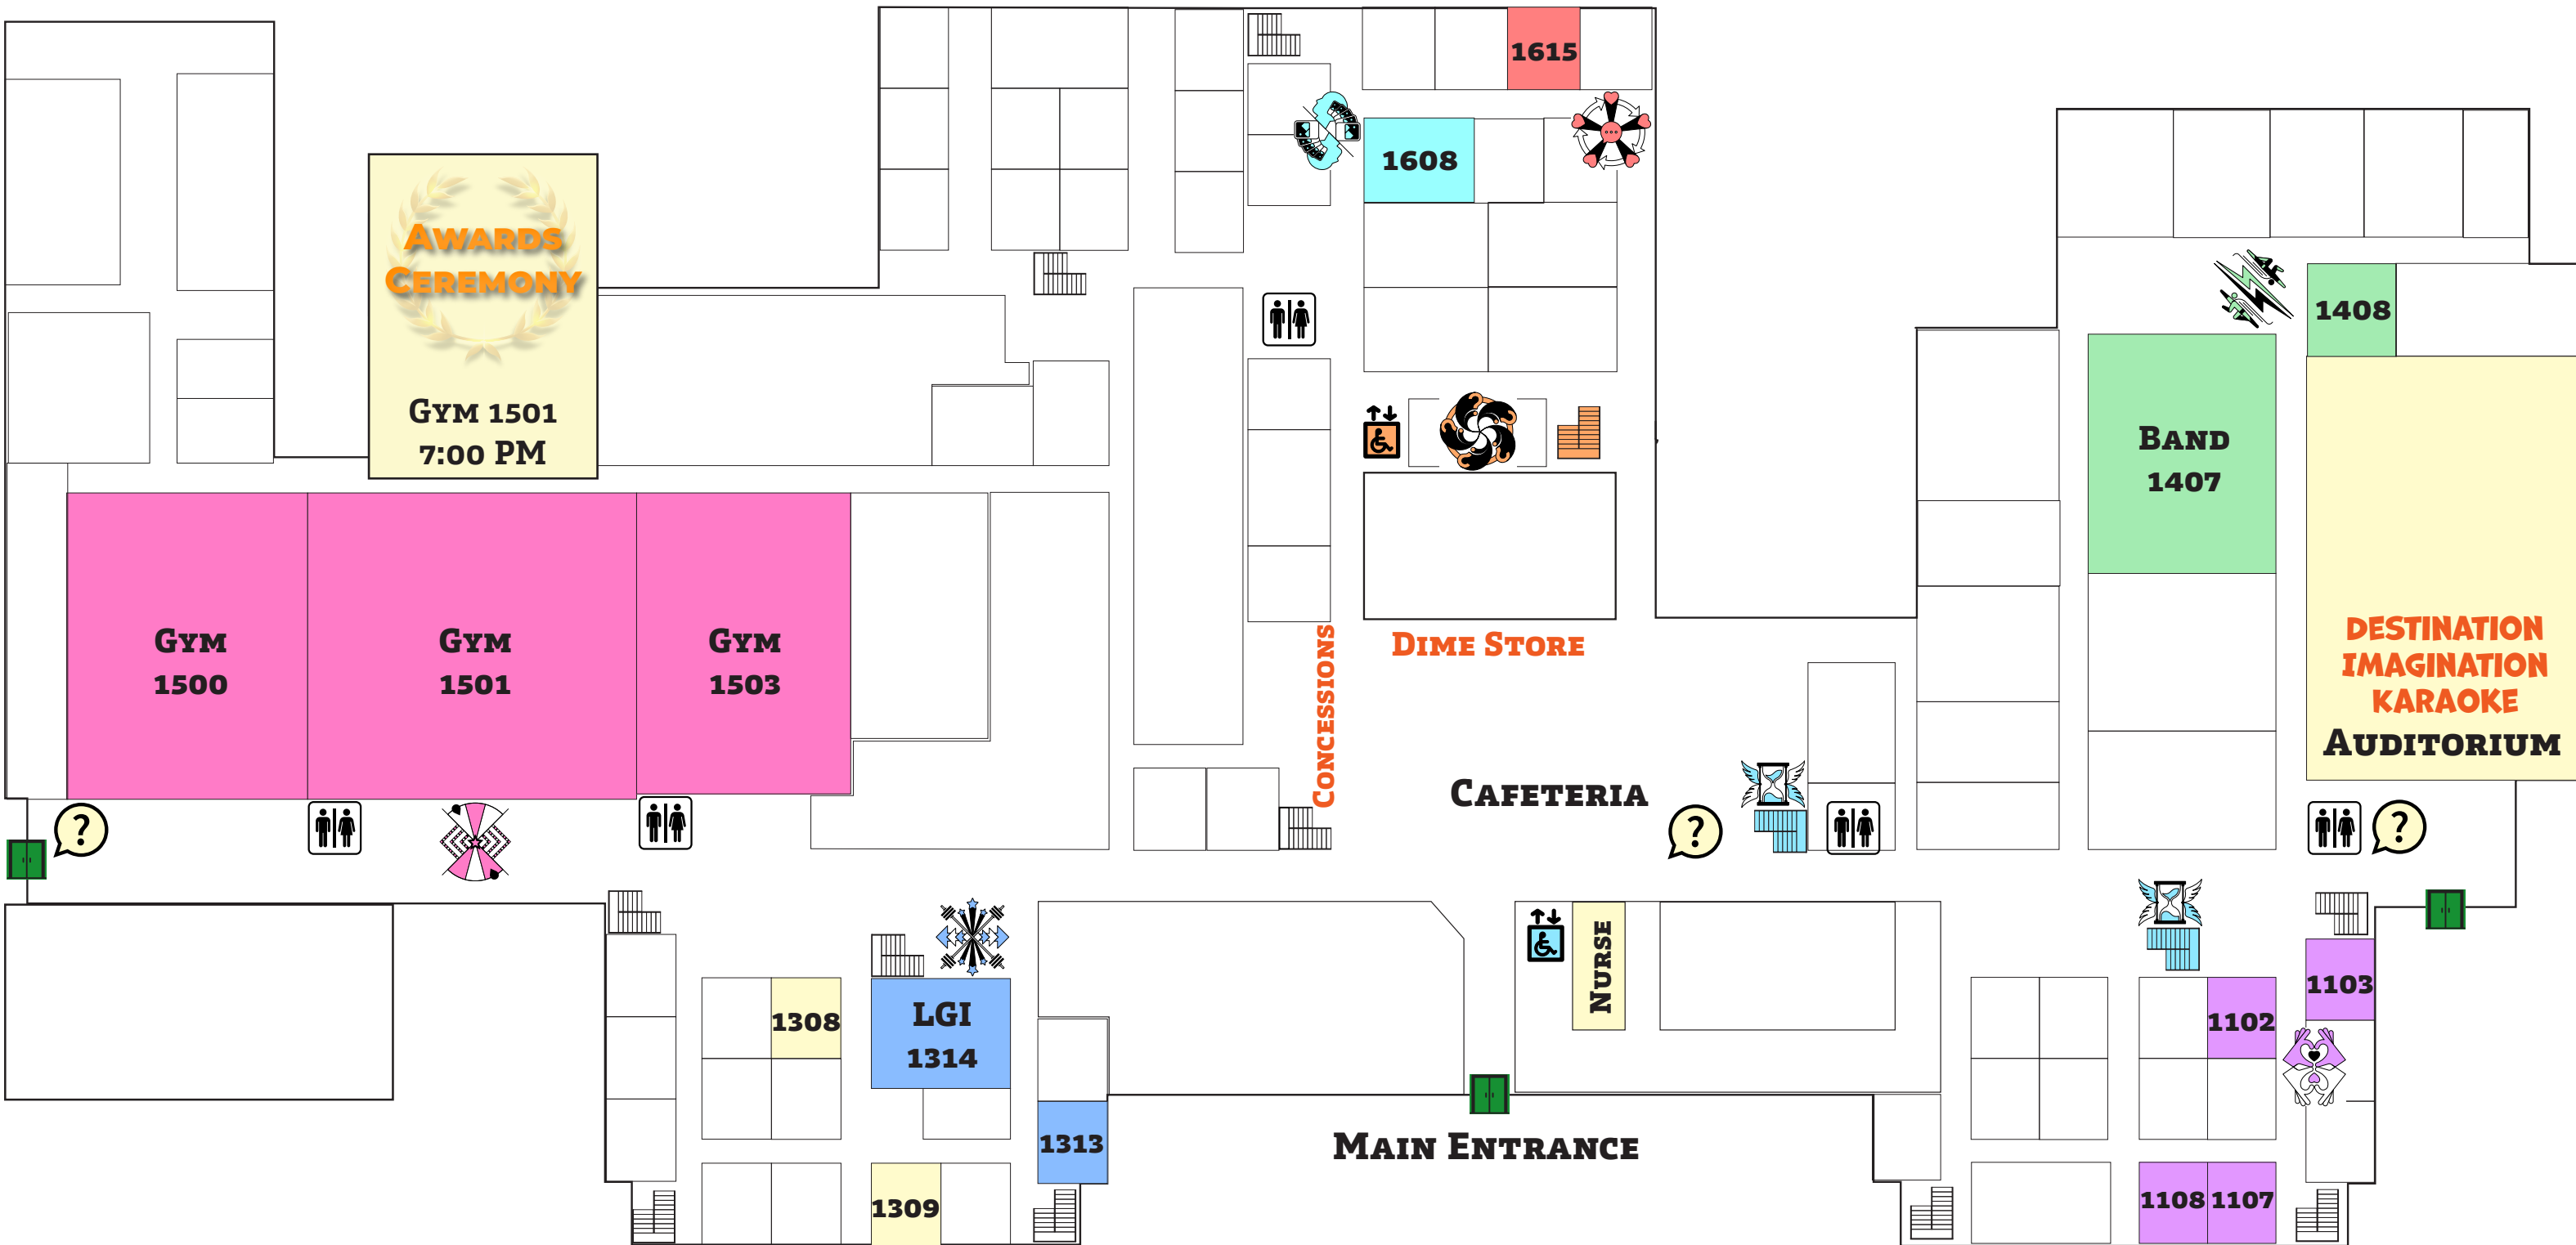 1615
1608
Awards
Ceremony
Gym 1501
7:00 PM
1408
Band
1407
Gym
1500
Gym
1501
Gym
1503
Concessions
Dime Store
DESTINATION
IMAGINATION
KARAOKE
Auditorium
Cafeteria
?
?
?
Nurse
1308
LGI
1314
1103
1102
1313
Main Entrance
1309
1108
1107